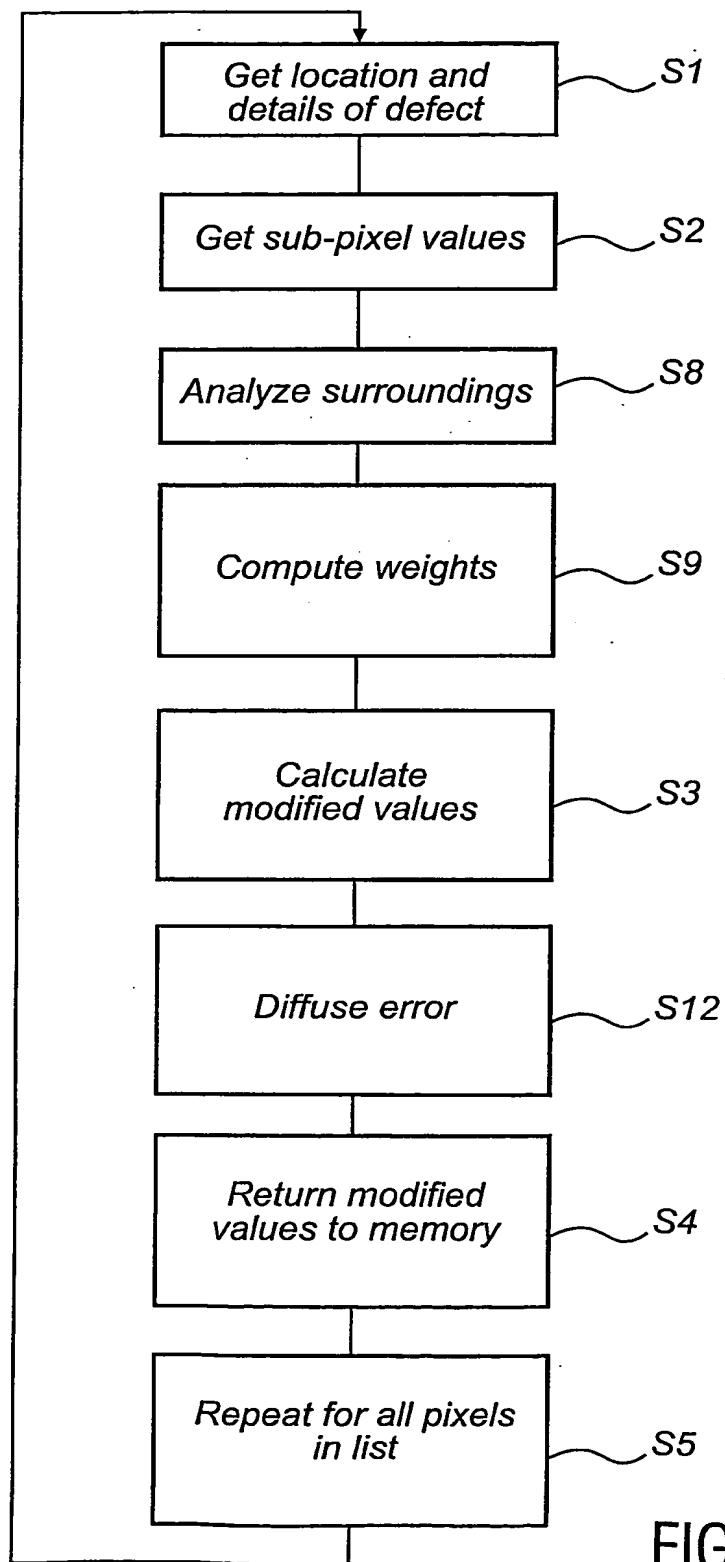 Get location and
details of defect
S1
Get sub-pixel values
S2
Analyze surroundings
S8
Compute weights
S9
Calculate
modified values
S3
Diffuse error
S12
Return modified
values to memory
S4
Repeat for all pixels
in list
S5
FIG